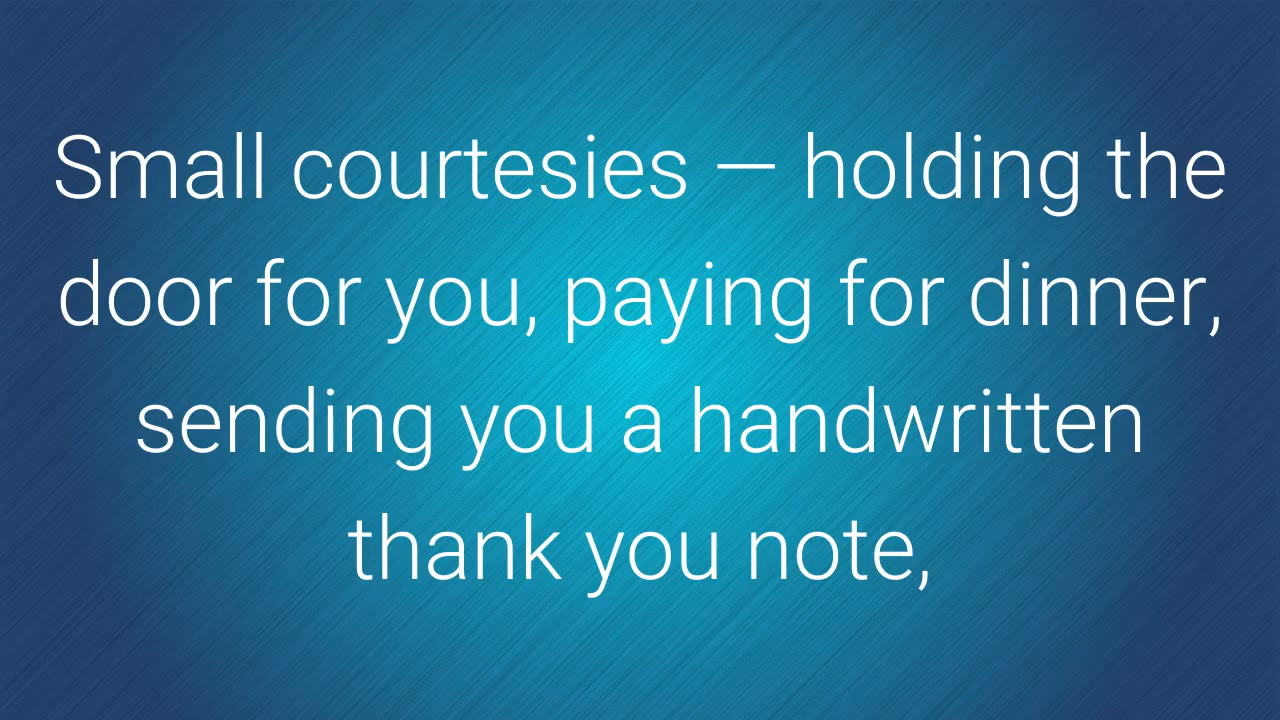 Small courtesies — holding the
door for you, paying for dinner,
sending you a handwritten
thank you note,